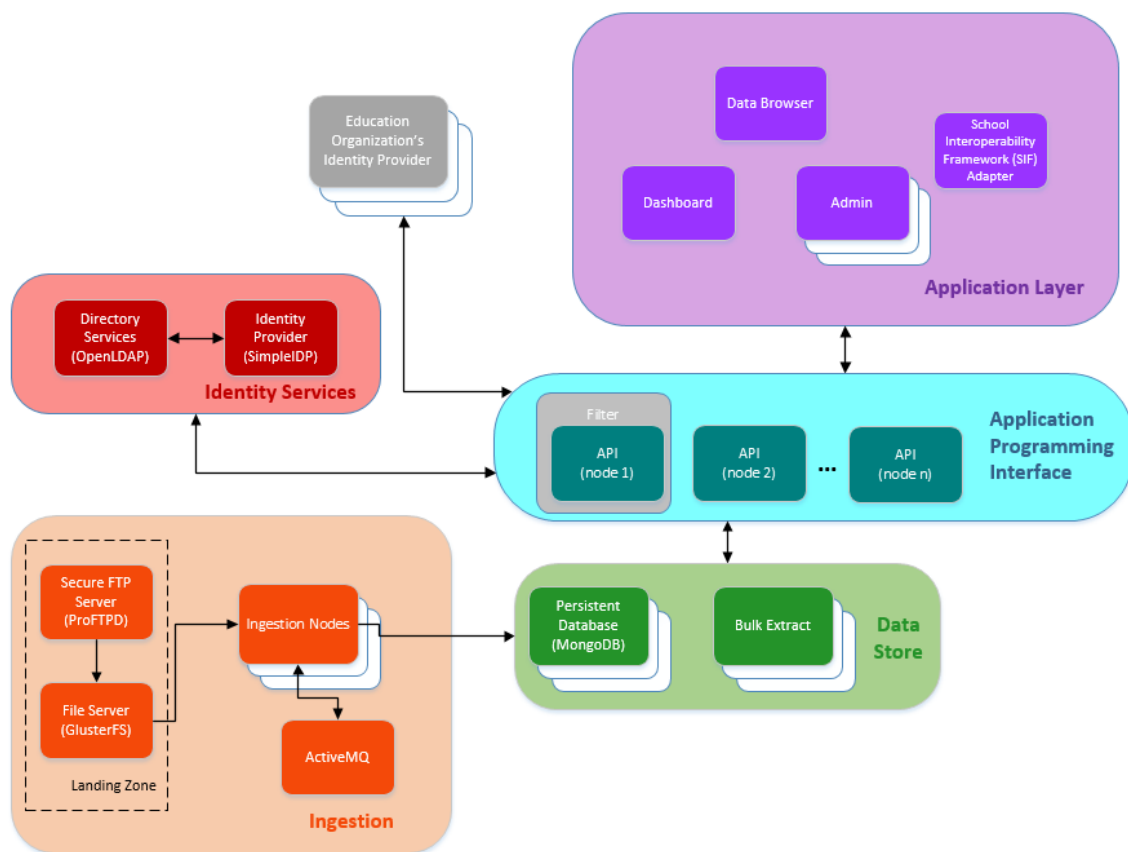 Data Browser
School
Interoperability
Framework (SIF)
Adapter
Dashboard
Admin
Application Layer
Education
Organization's
Identity Provider
Directory
Services
(OpenLDAP)
Identity
Provider
(SimpleIDP)
Identity Services
Filter
API
(node 1)
API
(node 2)
...
API
(node n)
Application
Programming
Interface
Secure FTP
Server
(ProFTPD)
File Server
(GlusterFS)
Landing Zone
Ingestion Nodes
ActiveMQ
Ingestion
Persistent
Database
(MongoDB)
Bulk Extract
Data
Store